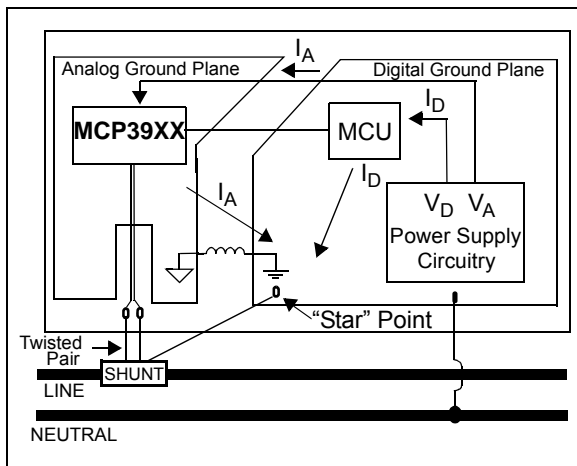 I_A
Analog Ground Plane
Digital Ground Plane
I_D
MCP39XX
MCU
I_D
I_A
V_D V_A
Power Supply
Circuitry
"Star" Point
Twisted
Pair
SHUNT
LINE
NEUTRAL